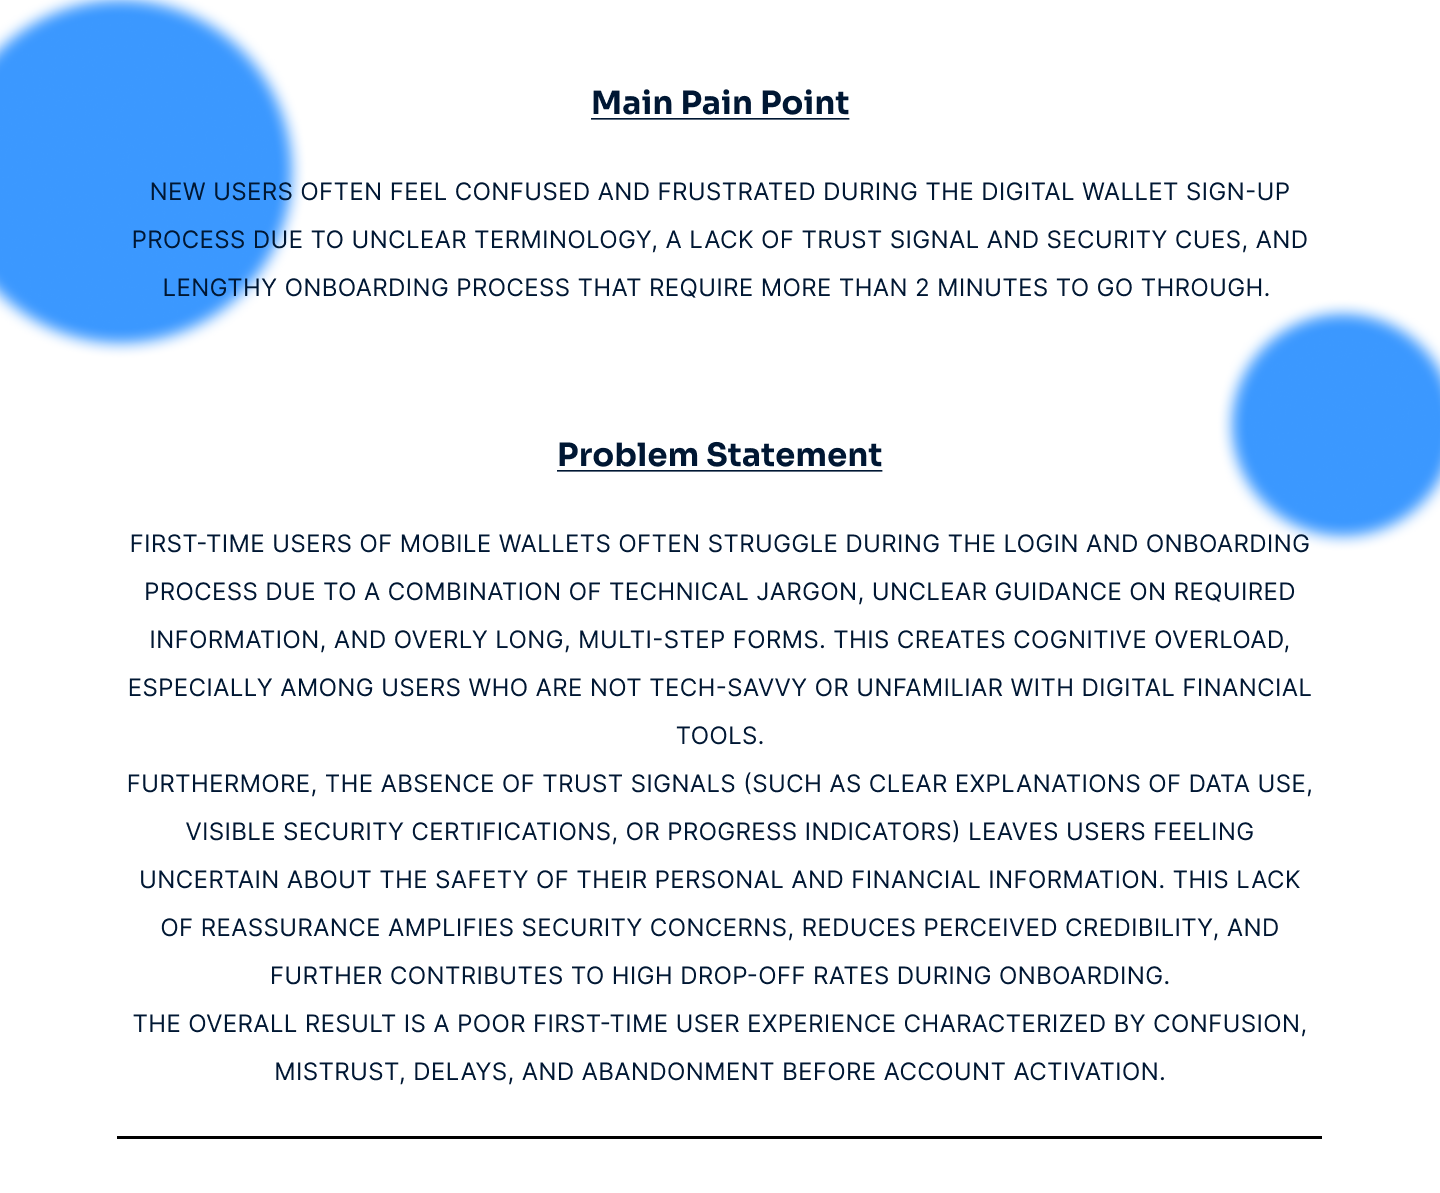 Main Pain Point
NEW USERS OFTEN FEEL CONFUSED AND FRUSTRATED DURING THE DIGITAL WALLET SIGN-UP
PROCESS DUE TO UNCLEAR TERMINOLOGY, A LACK OF TRUST SIGNAL AND SECURITY CUES, AND
LENGTHY ONBOARDING PROCESS THAT REQUIRE MORE THAN 2 MINUTES TO GO THROUGH.
Problem Statement
FIRST-TIME USERS OF MOBILE WALLETS OFTEN STRUGGLE DURING THE LOGIN AND ONBOARDING
PROCESS DUE TO A COMBINATION OF TECHNICAL JARGON, UNCLEAR GUIDANCE ON REQUIRED
INFORMATION, AND OVERLY LONG, MULTI-STEP FORMS. THIS CREATES COGNITIVE OVERLOAD,
ESPECIALLY AMONG USERS WHO ARE NOT TECH-SAVVY OR UNFAMILIAR WITH DIGITAL FINANCIAL
TOOLS.
FURTHERMORE, THE ABSENCE OF TRUST SIGNALS (SUCH AS CLEAR EXPLANATIONS OF DATA USE,
VISIBLE SECURITY CERTIFICATIONS, OR PROGRESS INDICATORS) LEAVES USERS FEELING
UNCERTAIN ABOUT THE SAFETY OF THEIR PERSONAL AND FINANCIAL INFORMATION. THIS LACK
OF REASSURANCE AMPLIFIES SECURITY CONCERNS, REDUCES PERCEIVED CREDIBILITY, AND
FURTHER CONTRIBUTES TO HIGH DROP-OFF RATES DURING ONBOARDING.
THE OVERALL RESULT IS A POOR FIRST-TIME USER EXPERIENCE CHARACTERIZED BY CONFUSION,
MISTRUST, DELAYS, AND ABANDONMENT BEFORE ACCOUNT ACTIVATION.